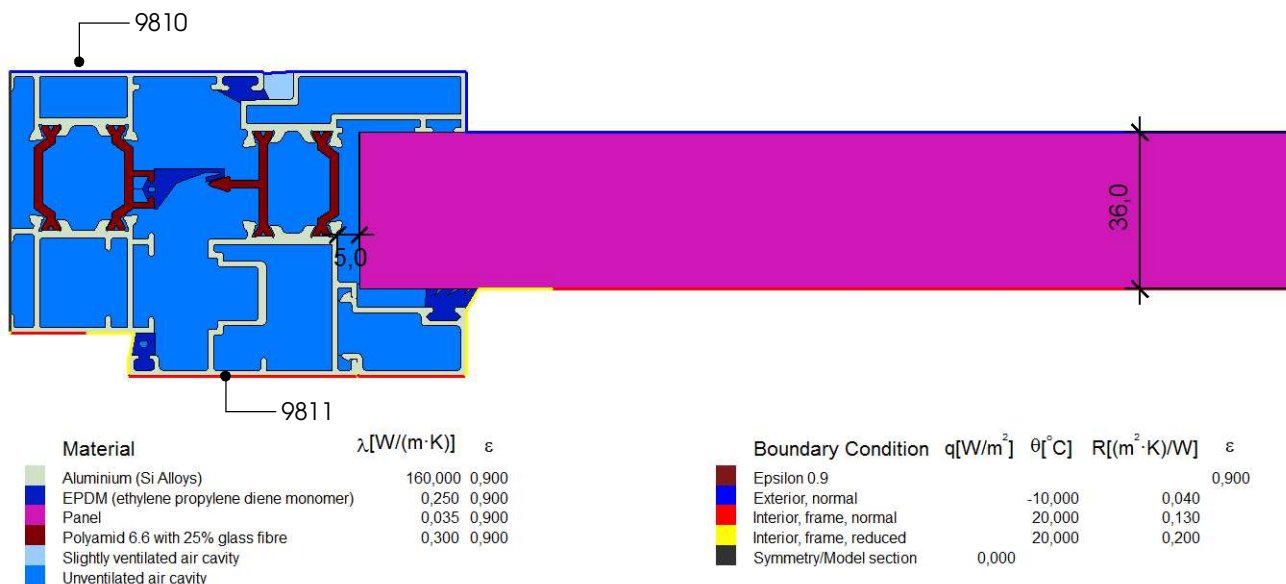 9810
36,0
5,0
9811
Material λ[W/(m·K)] ε
Aluminium (Si Alloys) 160,000 0,900
EPDM (ethylene propylene diene monomer) 0,250 0,900
Panel 0,035 0,900
Polyamid 6.6 with 25% glass fibre 0,300 0,900
Slightly ventilated air cavity
Unventilated air cavity
Boundary Condition q[W/m²] θ[°C] R[(m²·K)/W] ε
Epsilon 0.9 0,900
Exterior, normal -10,000 0,040
Interior, frame, normal 20,000 0,130
Interior, frame, reduced 20,000 0,200
Symmetry/Model section 0,000